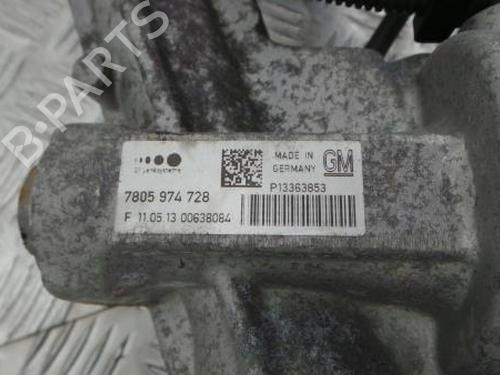 B-PARTS
ZF Lenksysteme
MADE IN
GERMANY
GM
P13363853
7805 974 728
F 11.05.13 00638084